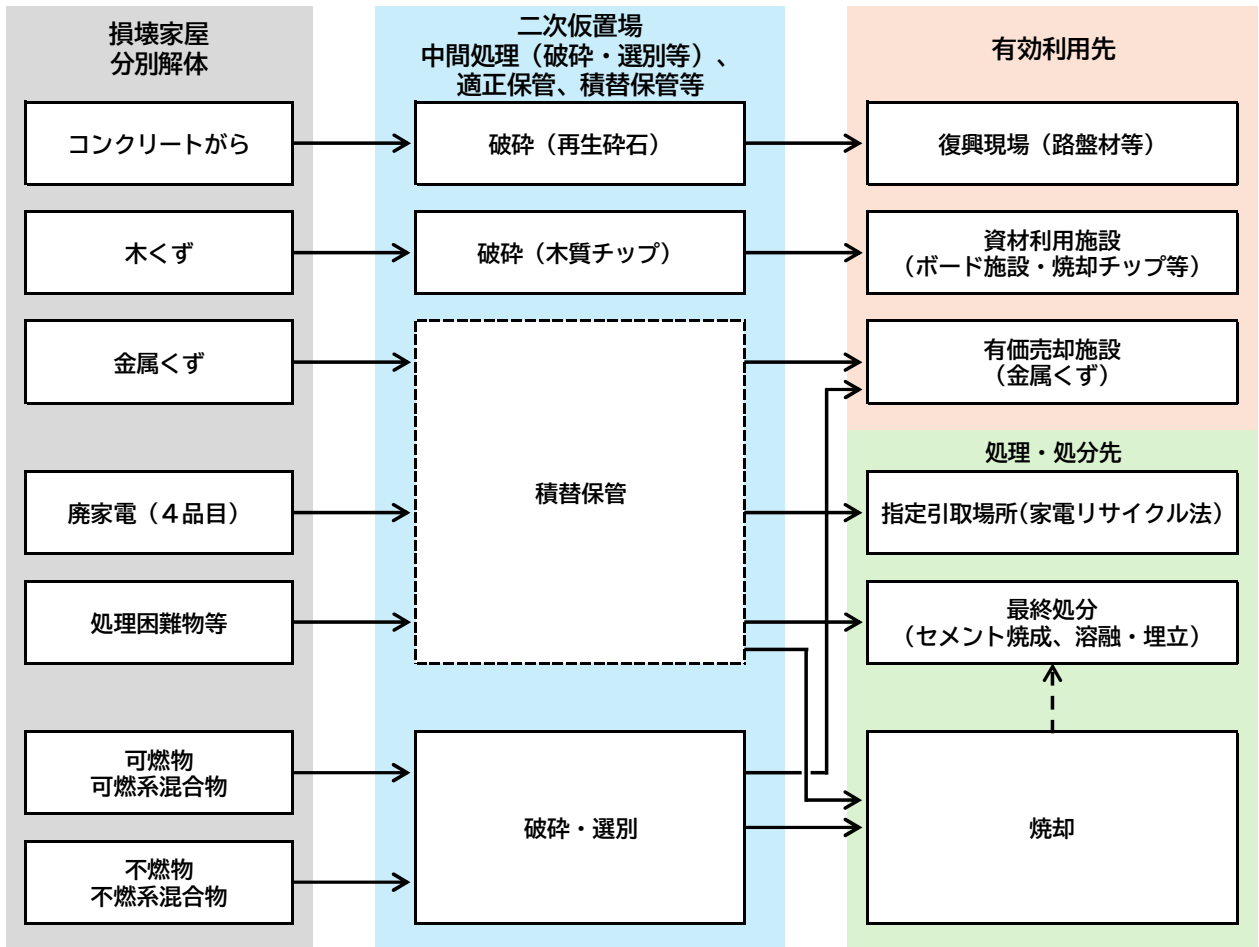 損壊家屋
分別解体
二次仮置場
中間処理（破砕・選別等）、
適正保管、積替保管等
有効利用先
コンクリートがら
破砕（再生砕石）
復興現場（路盤材等）
木くず
破砕（木質チップ）
資材利用施設
（ボード施設・焼却チップ等）
金属くず
積替保管
有価売却施設
（金属くず）
処理・処分先
廃家電（４品目）
指定引取場所（家電リサイクル法）
処理困難物等
最終処分
（セメント焼成、溶融・埋立）
可燃物
可燃系混合物
破砕・選別
焼却
不燃物
不燃系混合物